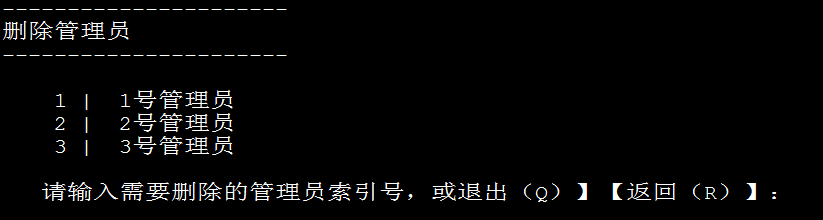 ----------------------
删除管理员
----------------------
1 | 1号管理员
2 | 2号管理员
3 | 3号管理员
请输入需要删除的管理员索引号，或退出（Q）】【返回（R）】：